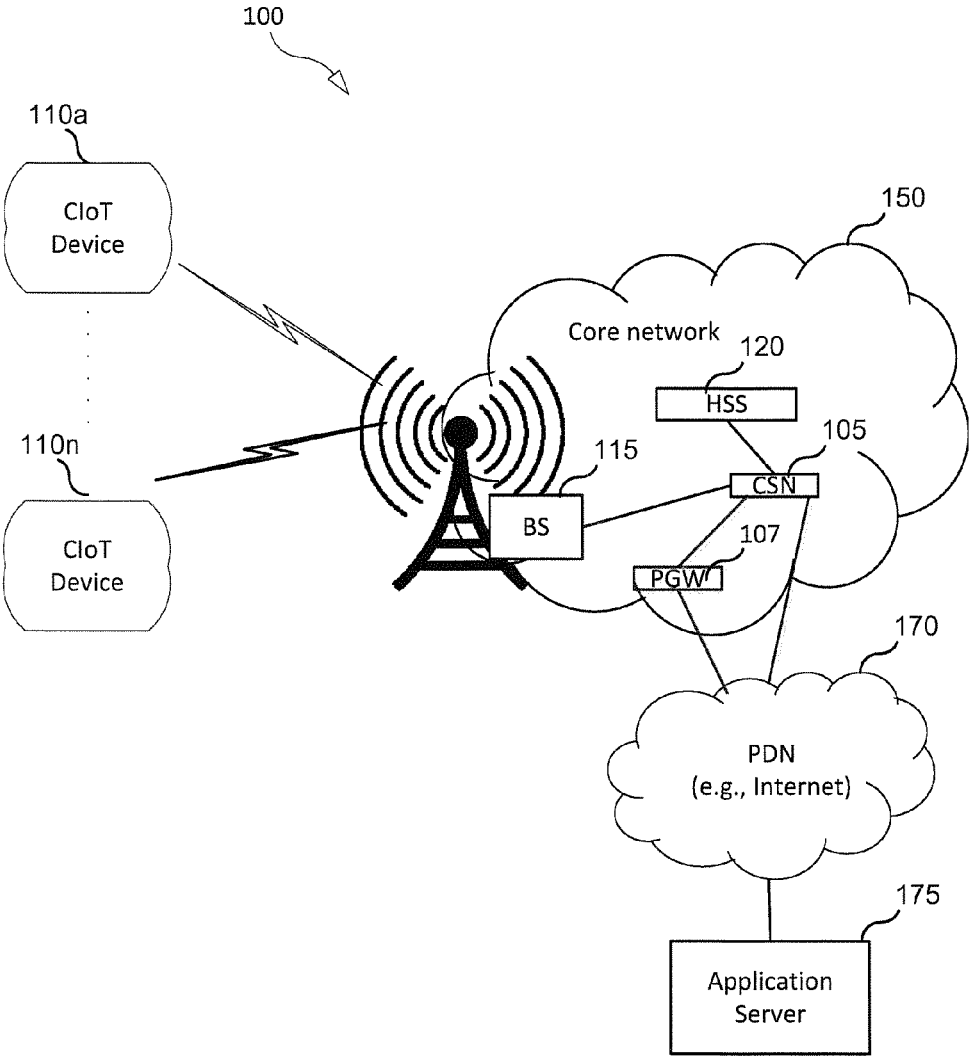 100
110a
CIoT
Device
150
Core network
120
HSS
110n
105
CSN
115
BS
CIoT
Device
107
PGW
170
PDN
(e.g., Internet)
175
Application
Server